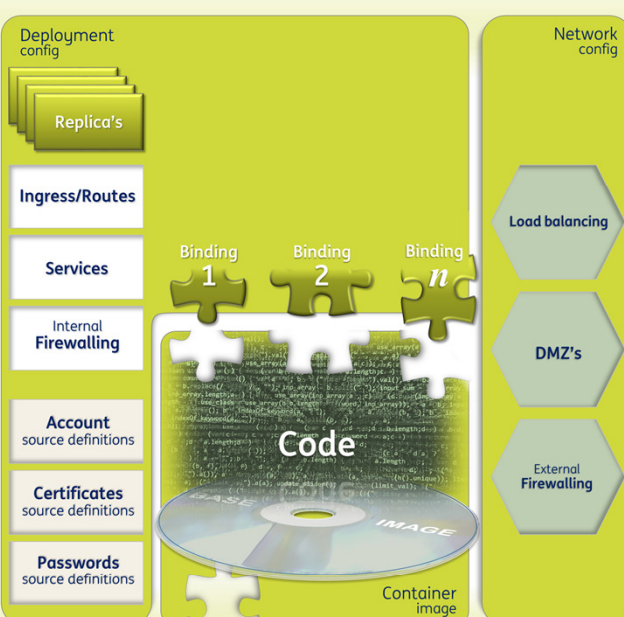 Deployment
config
Replica's
Ingress/Routes
Services
Internal
Firewalling
Account
source definitions
Certificates
source definitions
Passwords
source definitions
Binding
1
Binding
2
Binding
n
Code
BASE IMAGE
Container
image
Network
config
Load balancing
DMZ's
External
Firewalling